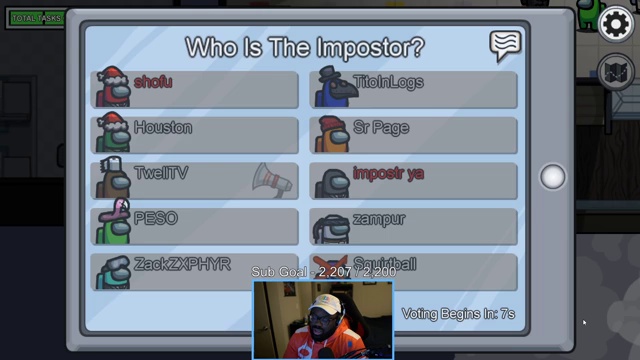 TOTAL TASKS
Who Is The Impostor?
shofu
TitoInLogs
Houston
Sr Page
TwellTV
impostr ya
PESO
zampur
ZackZXPHYR
Squirdball
Sub Goal - 2,207 / 2,200
Voting Begins In: 7s